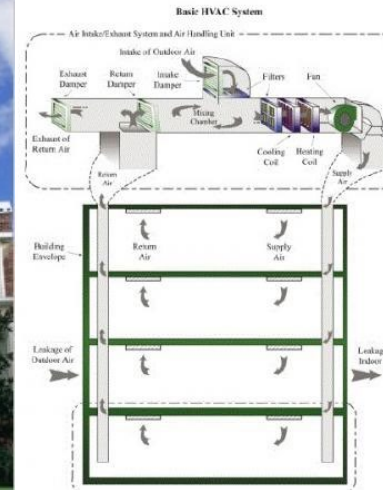 Basic HVAC System
Air Intake/Exhaust System and Air Handling Unit
Intake of Outdoor Air
Exhaust
Damper
Return
Damper
Intake
Damper
Filters
Fan
Mixing
Chamber
Exhaust of
Return Air
Cooling
Coil
Heating
Coil
Return
Air
Supply
Air
Building
Envelope
Return
Air
Supply
Air
Leakage of
Outdoor Air
Leakage
Indoor